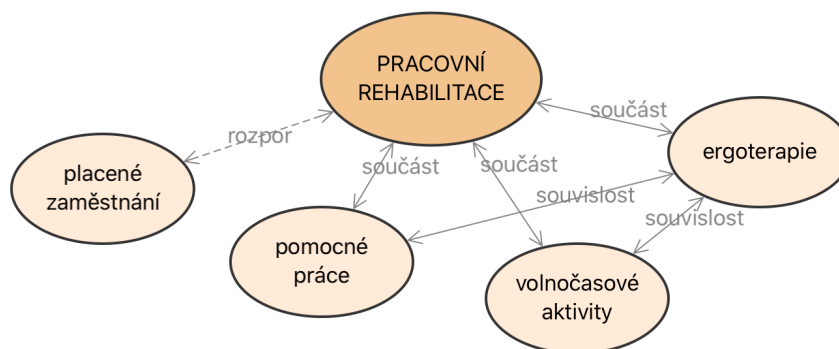 PRACOVNÍ
REHABILITACE
součást
rozpor
ergoterapie
placené
zaměstnání
součást
součást
souvislost
souvislost
pomocné
práce
volnočasové
aktivity